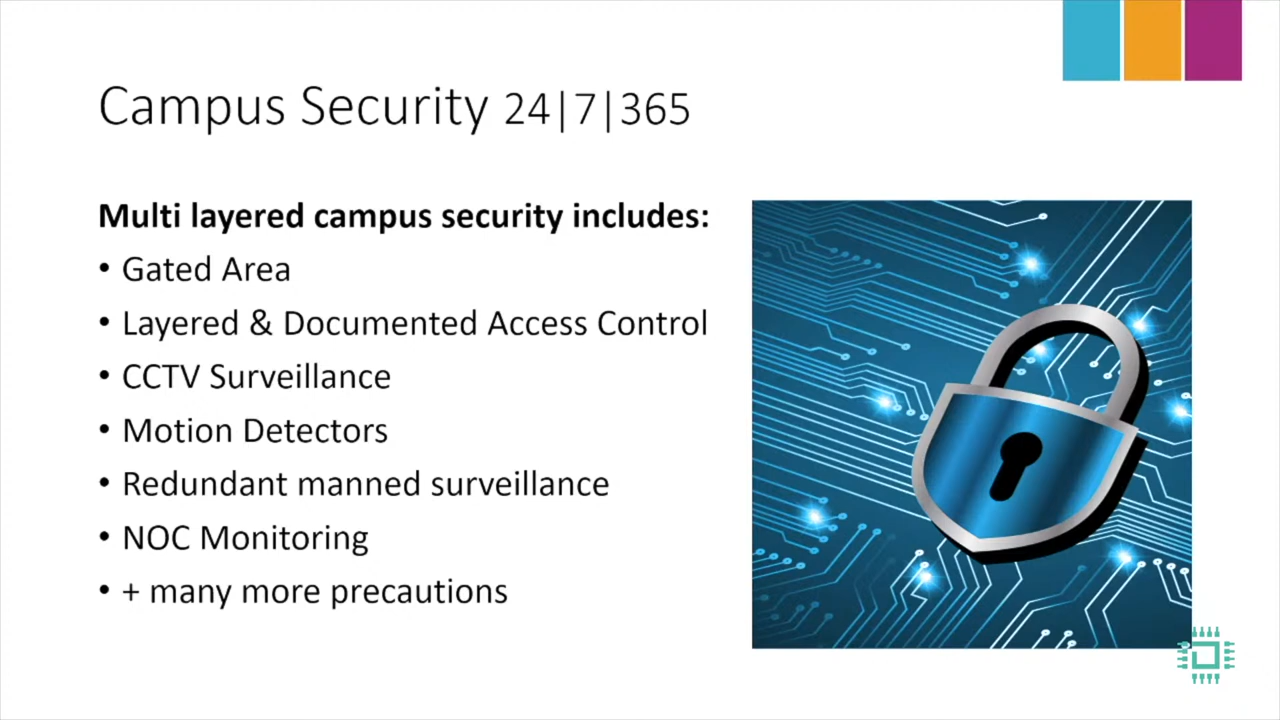 Campus Security 24|7|365
Multi layered campus security includes:
• Gated Area
• Layered & Documented Access Control
• CCTV Surveillance
• Motion Detectors
• Redundant manned surveillance
• NOC Monitoring
• + many more precautions